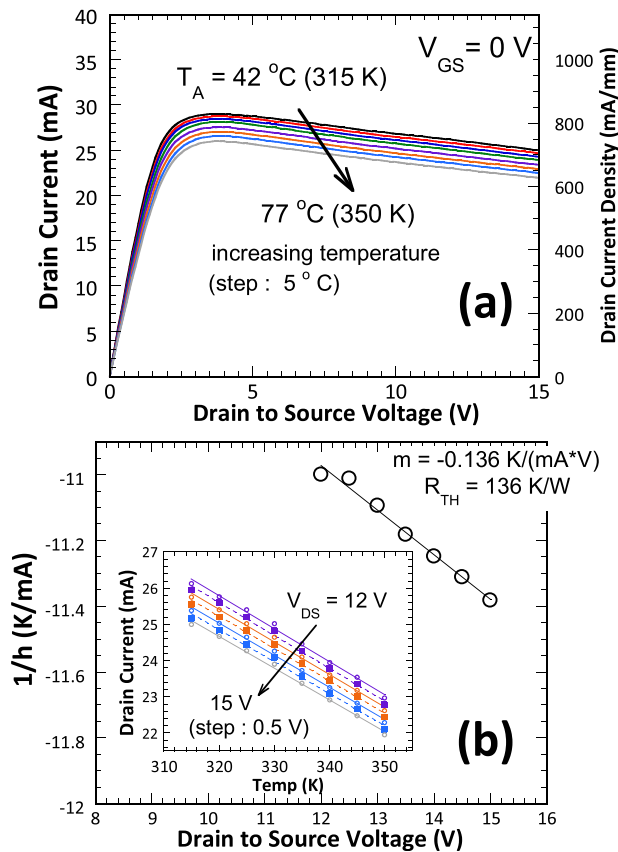 (a)
V_GS = 0 V
T_A = 42 °C (315 K)
77 °C (350 K)
increasing temperature
(step : 5 ° C)
Drain Current (mA)
40
35
30
25
20
15
10
5
0
Drain Current Density (mA/mm)
1000
800
600
400
200
0
0 5 10 15
Drain to Source Voltage (V)
(b)
m = -0.136 K/(mA*V)
R_TH = 136 K/W
1/h (K/mA)
-11
-11.2
-11.4
-11.6
-11.8
-12
8 9 10 11 12 13 14 15 16
Drain to Source Voltage (V)
Drain Current (mA)
27
26
25
24
23
22
310 320 330 340 350
Temp (K)
V_DS = 12 V
15 V
(step : 0.5 V)